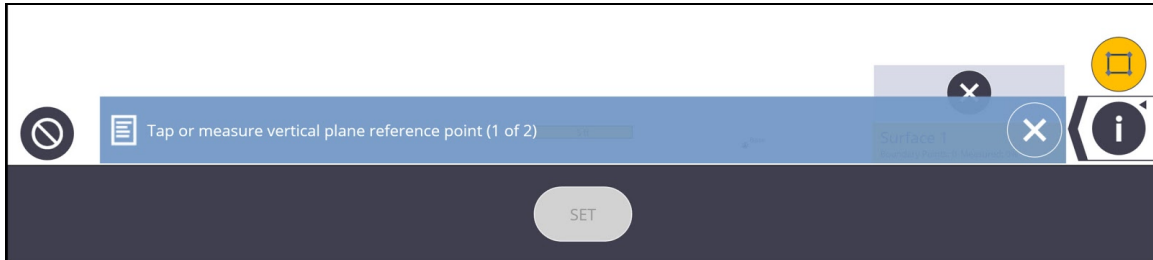 Tap or measure vertical plane reference point (1 of 2)
Surface 1
i
SET